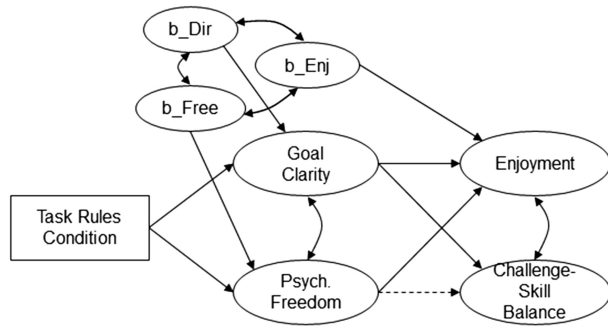 b_Dir
b_Enj
b_Free
Goal
Clarity
Enjoyment
Task Rules
Condition
Psych.
Freedom
Challenge-
Skill
Balance